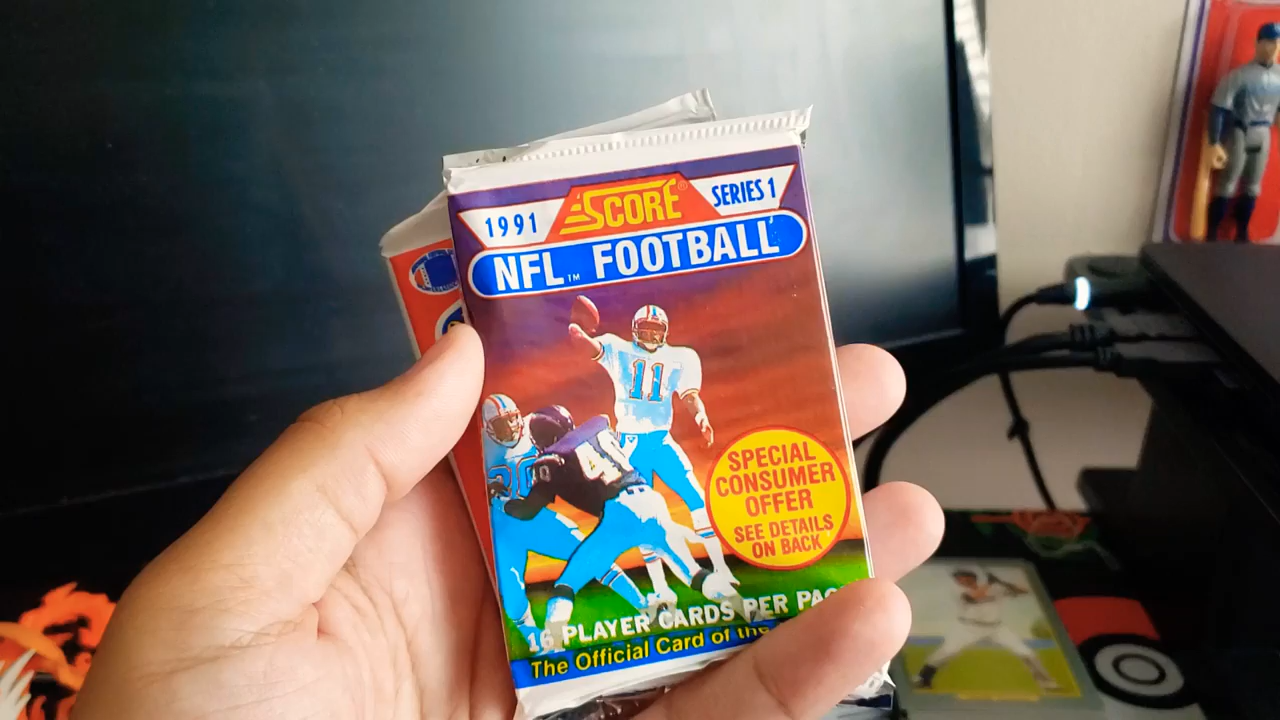 1991 SCORE® SERIES 1
NFL™ FOOTBALL
11
SPECIAL
CONSUMER
OFFER
SEE DETAILS
ON BACK
16 PLAYER CARDS PER
The Official Card of the